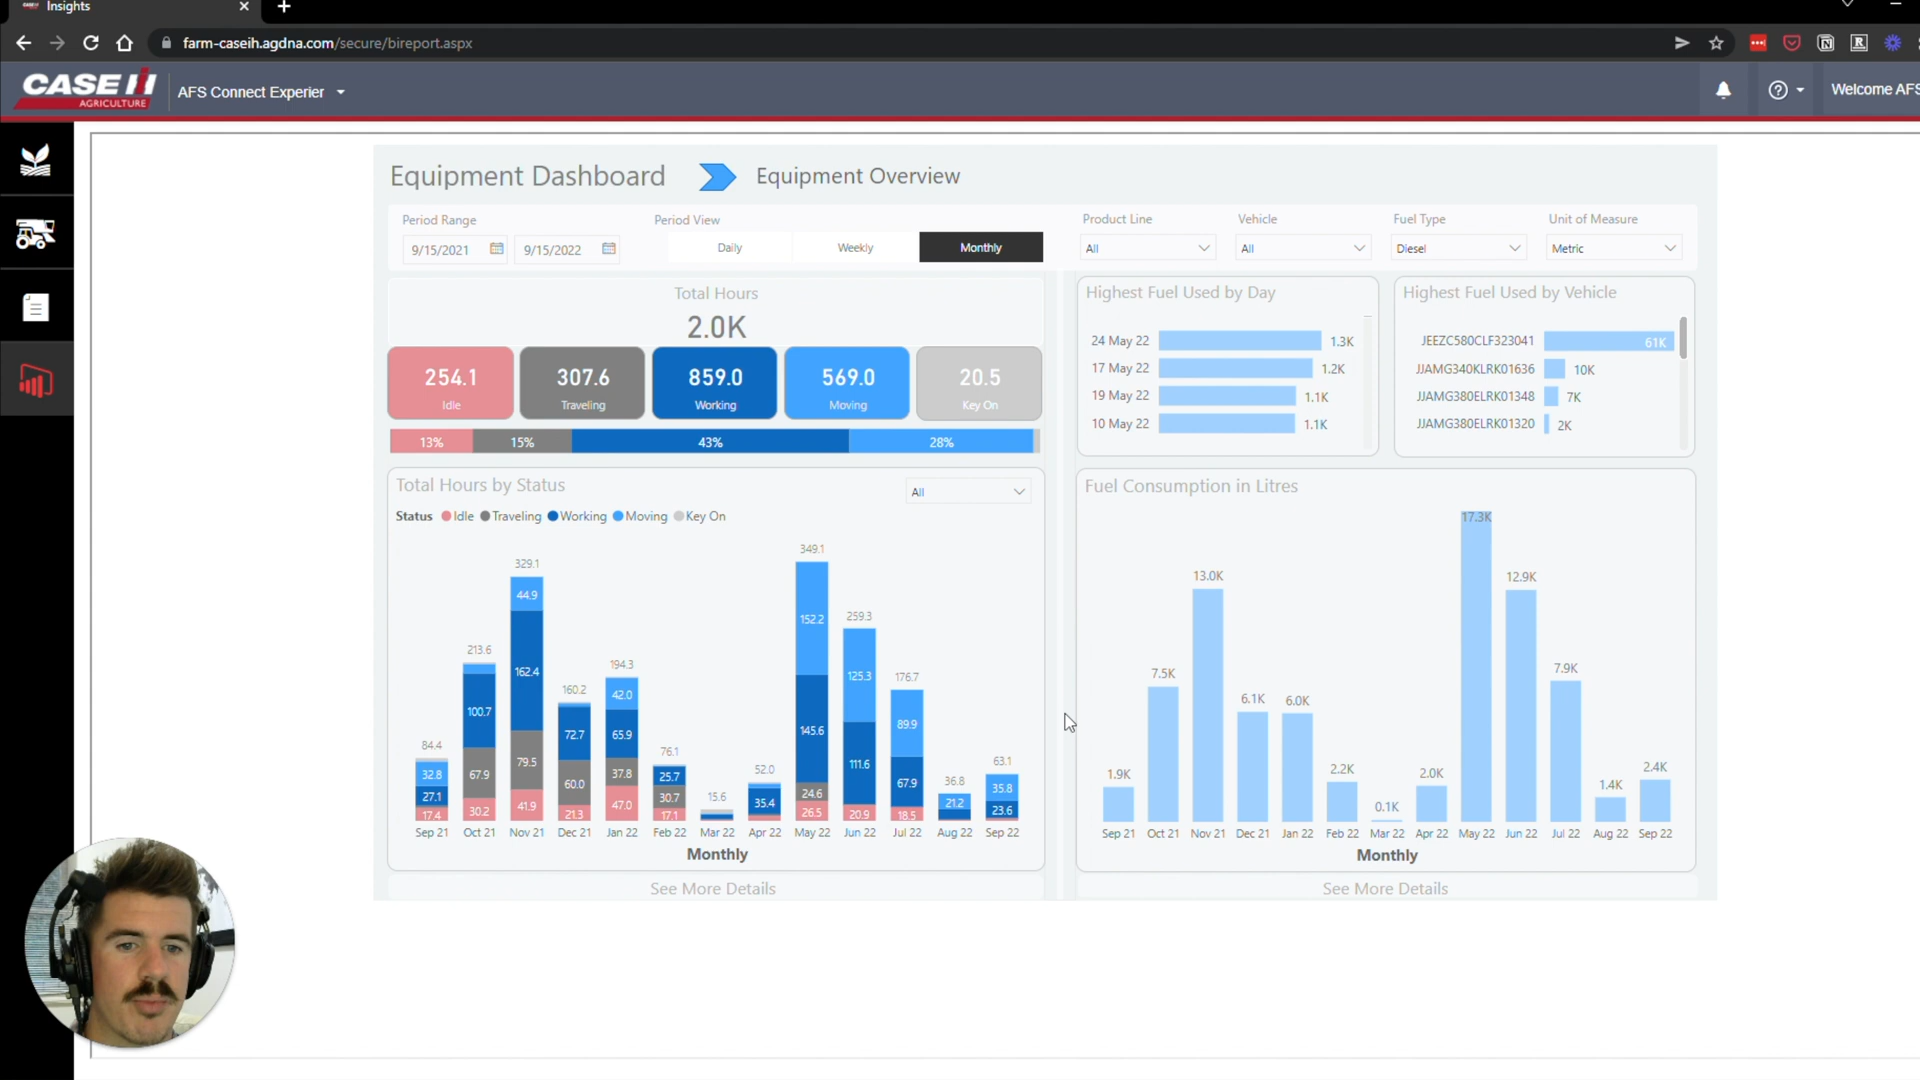 Insights
farm-caseih.agdna.com/secure/bireport.aspx
CASE IH
AGRICULTURE
AFS Connect Experier
Welcome AFS
Equipment Dashboard
Equipment Overview
Period Range
Period View
Product Line
Vehicle
Fuel Type
Unit of Measure
9/15/2021
9/15/2022
Daily
Weekly
Monthly
All
All
Diesel
Metric
Total Hours
2.0K
254.1
Idle
307.6
Traveling
859.0
Working
569.0
Moving
20.5
Key On
13%
15%
43%
28%
Highest Fuel Used by Day
24 May 22
1.3K
17 May 22
1.2K
19 May 22
1.1K
10 May 22
1.1K
Highest Fuel Used by Vehicle
JEEZC580CLF323041
61K
JJAMG340KLRK01636
10K
JJAMG380ELRK01348
7K
JJAMG380ELRK01320
2K
Total Hours by Status
All
Status Idle Traveling Working Moving Key On
84.4
32.8
27.1
17.4
213.6
100.7
67.9
30.2
329.1
44.9
162.4
79.5
41.9
160.2
72.7
60.0
21.3
194.3
42.0
65.9
37.8
47.0
76.1
25.7
30.7
17.1
15.6
52.0
35.4
349.1
152.2
145.6
24.6
26.5
259.3
125.3
111.6
20.9
176.7
89.9
67.9
18.5
36.8
21.2
63.1
35.8
23.6
Sep 21 Oct 21 Nov 21 Dec 21 Jan 22 Feb 22 Mar 22 Apr 22 May 22 Jun 22 Jul 22 Aug 22 Sep 22
Monthly
See More Details
Fuel Consumption in Litres
1.9K
7.5K
13.0K
6.1K
6.0K
2.2K
0.1K
2.0K
17.3K
12.9K
7.9K
1.4K
2.4K
Sep 21 Oct 21 Nov 21 Dec 21 Jan 22 Feb 22 Mar 22 Apr 22 May 22 Jun 22 Jul 22 Aug 22 Sep 22
Monthly
See More Details